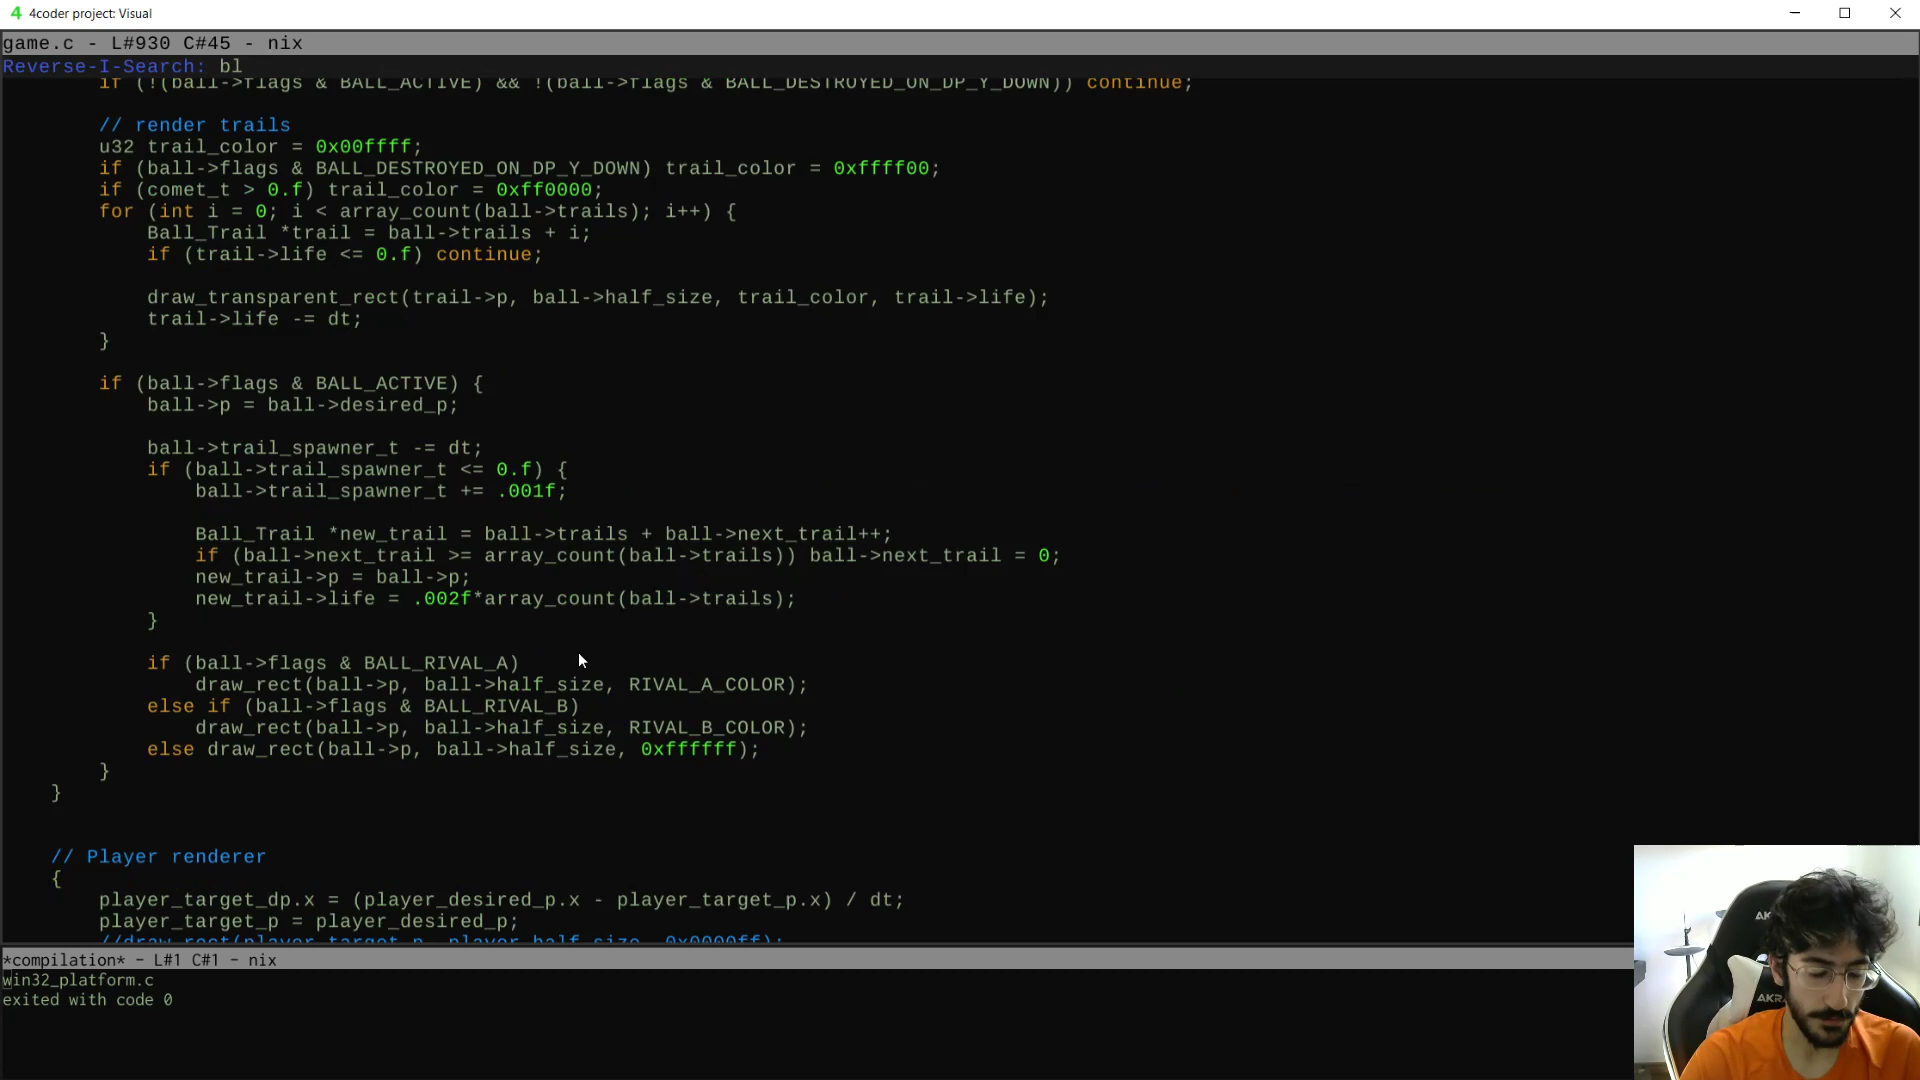 4 4coder project: Visual
game.c - L#930 C#45 - nix
Reverse-I-Search: bl
if (!(ball->flags & BALL_ACTIVE) && !(ball->flags & BALL_DESTROYED_ON_DP_Y_DOWN)) continue;
// render trails
u32 trail_color = 0x00ffff;
if (ball->flags & BALL_DESTROYED_ON_DP_Y_DOWN) trail_color = 0xffff00;
if (comet_t > 0.f) trail_color = 0xff0000;
for (int i = 0; i < array_count(ball->trails); i++) {
Ball_Trail *trail = ball->trails + i;
if (trail->life <= 0.f) continue;
draw_transparent_rect(trail->p, ball->half_size, trail_color, trail->life);
trail->life -= dt;
}
if (ball->flags & BALL_ACTIVE) {
ball->p = ball->desired_p;
ball->trail_spawner_t -= dt;
if (ball->trail_spawner_t <= 0.f) {
ball->trail_spawner_t += .001f;
Ball_Trail *new_trail = ball->trails + ball->next_trail++;
if (ball->next_trail >= array_count(ball->trails)) ball->next_trail = 0;
new_trail->p = ball->p;
new_trail->life = .002f*array_count(ball->trails);
}
if (ball->flags & BALL_RIVAL_A)
draw_rect(ball->p, ball->half_size, RIVAL_A_COLOR);
else if (ball->flags & BALL_RIVAL_B)
draw_rect(ball->p, ball->half_size, RIVAL_B_COLOR);
else draw_rect(ball->p, ball->half_size, 0xffffff);
}
}
// Player renderer
{
player_target_dp.x = (player_desired_p.x - player_target_p.x) / dt;
player_target_p = player_desired_p;
//draw_rect(player_target_p, player_half_size, 0x0000ff);
*compilation* - L#1 C#1 - nix
win32_platform.c
exited with code 0